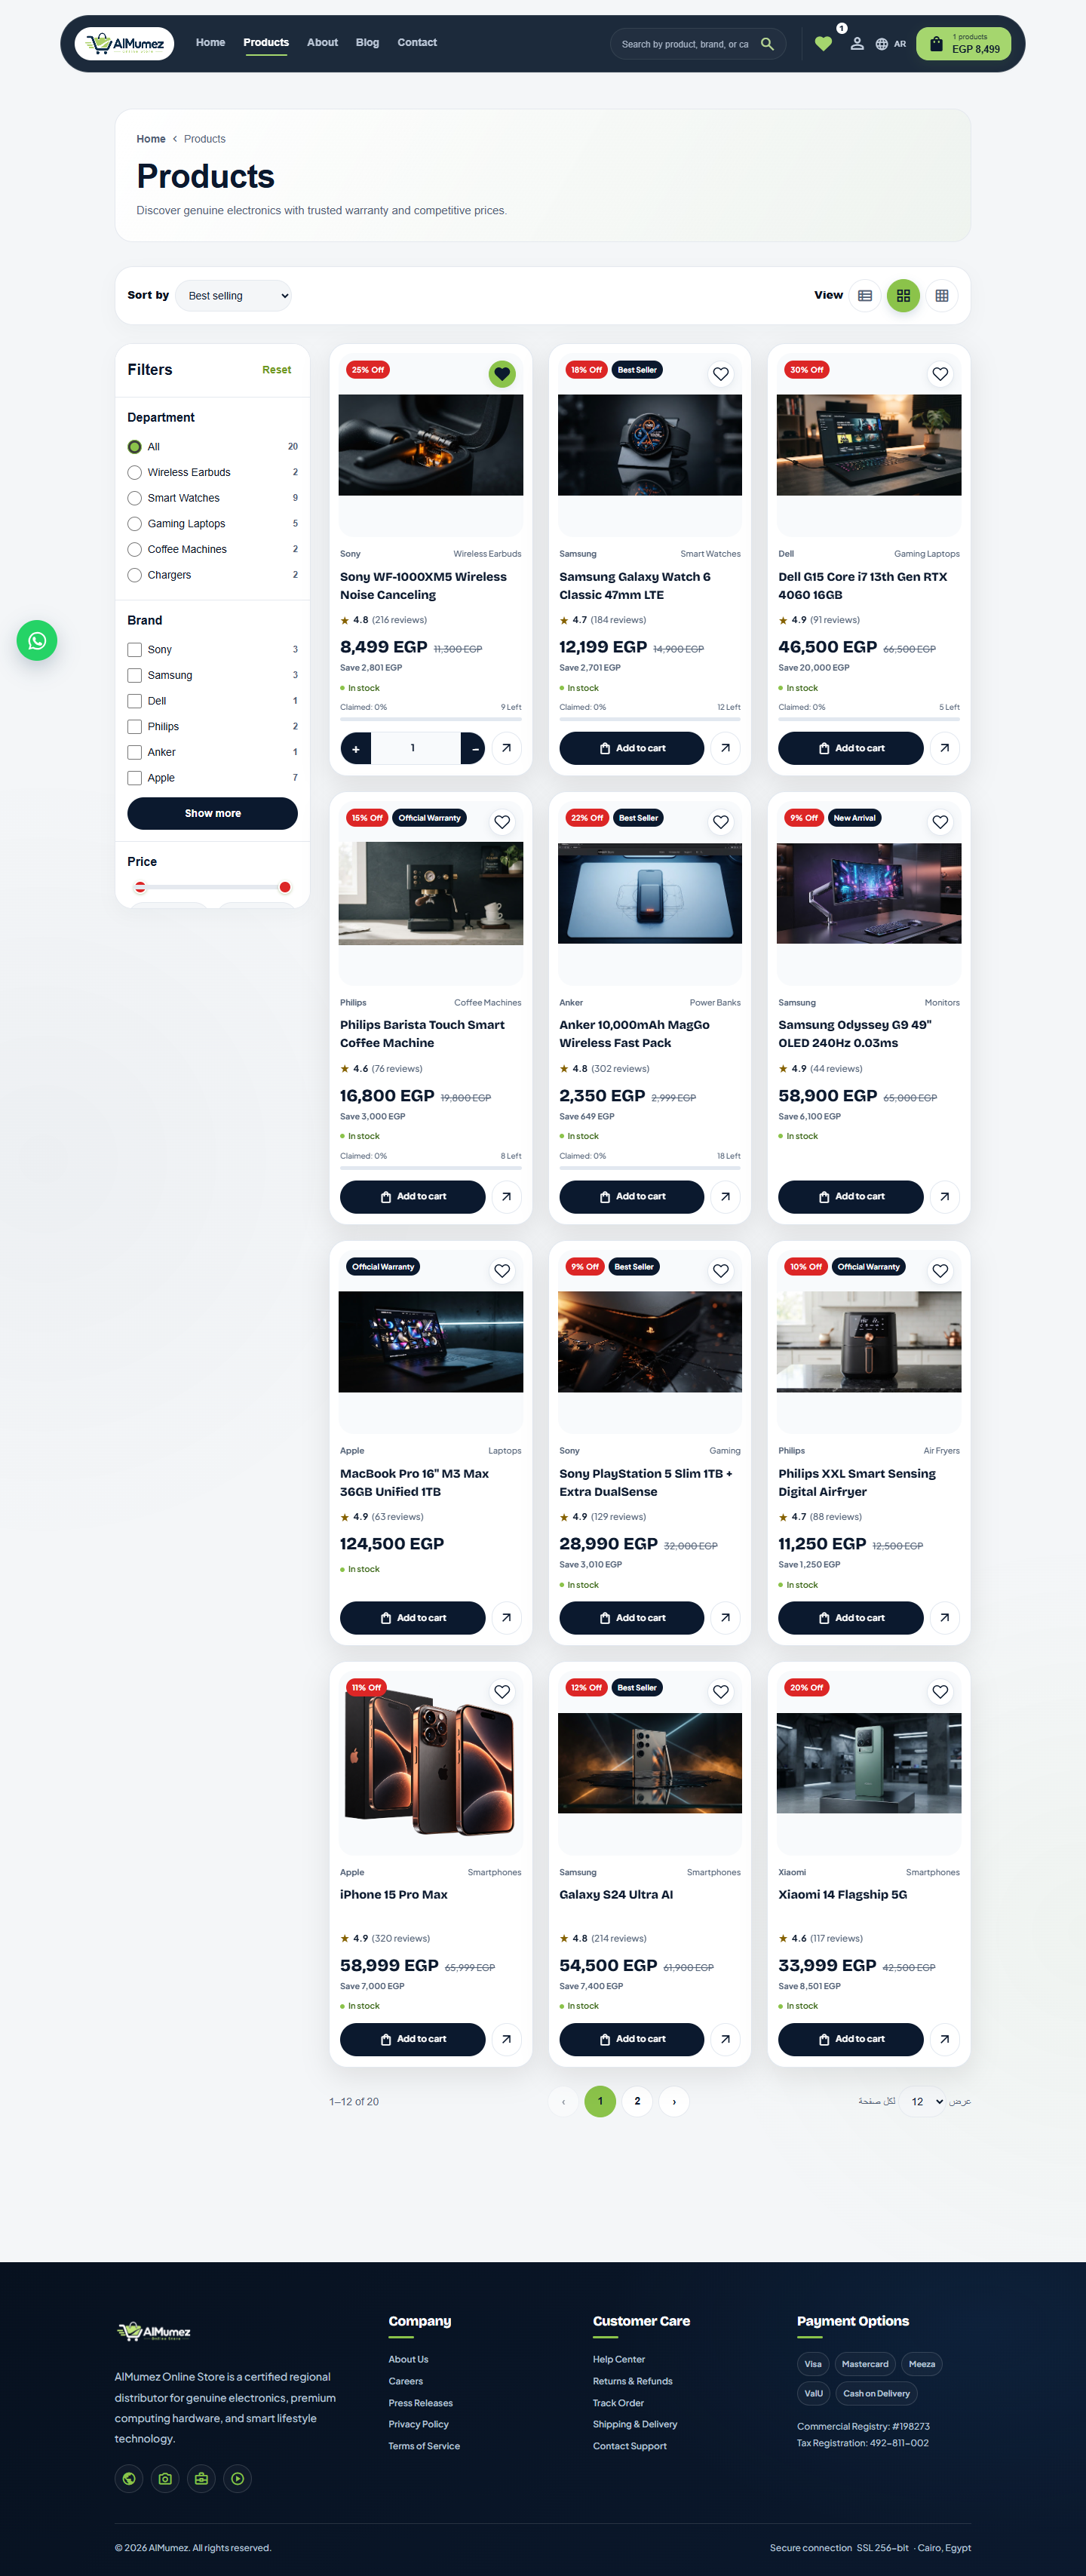 AlMumez
Home
Products
About
Blog
Contact
Search by product, brand, or ca
1
AR
1 products
EGP 8,499
Home ‹ Products
Products
Discover genuine electronics with trusted warranty and competitive prices.
Sort by
Best selling
View
Filters
Reset
Department
All 20
Wireless Earbuds 2
Smart Watches 9
Gaming Laptops 5
Coffee Machines 2
Chargers 2
Brand
Sony 3
Samsung 3
Dell 1
Philips 2
Anker 1
Apple 7
Show more
Price
25% Off
Sony Wireless Earbuds
Sony WF-1000XM5 Wireless
Noise Canceling
★ 4.8 (216 reviews)
8,499 EGP 11,300 EGP
Save 2,801 EGP
In stock
Claimed: 0% 9 Left
+ 1 −
18% Off Best Seller
Samsung Smart Watches
Samsung Galaxy Watch 6
Classic 47mm LTE
★ 4.7 (184 reviews)
12,199 EGP 14,900 EGP
Save 2,701 EGP
In stock
Claimed: 0% 12 Left
Add to cart
30% Off
Dell Gaming Laptops
Dell G15 Core i7 13th Gen RTX
4060 16GB
★ 4.9 (91 reviews)
46,500 EGP 66,500 EGP
Save 20,000 EGP
In stock
Claimed: 0% 5 Left
Add to cart
15% Off Official Warranty
Philips Coffee Machines
Philips Barista Touch Smart
Coffee Machine
★ 4.6 (76 reviews)
16,800 EGP 19,800 EGP
Save 3,000 EGP
In stock
Claimed: 0% 8 Left
Add to cart
22% Off Best Seller
Anker Power Banks
Anker 10,000mAh MagGo
Wireless Fast Pack
★ 4.8 (302 reviews)
2,350 EGP 2,999 EGP
Save 649 EGP
In stock
Claimed: 0% 18 Left
Add to cart
9% Off New Arrival
Samsung Monitors
Samsung Odyssey G9 49"
OLED 240Hz 0.03ms
★ 4.9 (44 reviews)
58,900 EGP 65,000 EGP
Save 6,100 EGP
In stock
Add to cart
Official Warranty
Apple Laptops
MacBook Pro 16" M3 Max
36GB Unified 1TB
★ 4.9 (63 reviews)
124,500 EGP
In stock
Add to cart
9% Off Best Seller
Sony Gaming
Sony PlayStation 5 Slim 1TB +
Extra DualSense
★ 4.9 (129 reviews)
28,990 EGP 32,000 EGP
Save 3,010 EGP
In stock
Add to cart
10% Off Official Warranty
Philips Air Fryers
Philips XXL Smart Sensing
Digital Airfryer
★ 4.7 (88 reviews)
11,250 EGP 12,500 EGP
Save 1,250 EGP
In stock
Add to cart
11% Off
Apple Smartphones
iPhone 15 Pro Max
★ 4.9 (320 reviews)
58,999 EGP 65,999 EGP
Save 7,000 EGP
In stock
Add to cart
12% Off Best Seller
Samsung Smartphones
Galaxy S24 Ultra AI
★ 4.8 (214 reviews)
54,500 EGP 61,900 EGP
Save 7,400 EGP
In stock
Add to cart
20% Off
Xiaomi Smartphones
Xiaomi 14 Flagship 5G
★ 4.6 (117 reviews)
33,999 EGP 42,500 EGP
Save 8,501 EGP
In stock
Add to cart
1–12 of 20
‹ 1 2 ›
عرض 12 لكل صفحة
AlMumez
Online Store
AlMumez Online Store is a certified regional
distributor for genuine electronics, premium
computing hardware, and smart lifestyle
technology.
Company
About Us
Careers
Press Releases
Privacy Policy
Terms of Service
Customer Care
Help Center
Returns & Refunds
Track Order
Shipping & Delivery
Contact Support
Payment Options
Visa Mastercard Meeza
ValU Cash on Delivery
Commercial Registry: #198273
Tax Registration: 492-811-002
© 2026 AlMumez. All rights reserved.
Secure connection SSL 256-bit · Cairo, Egypt